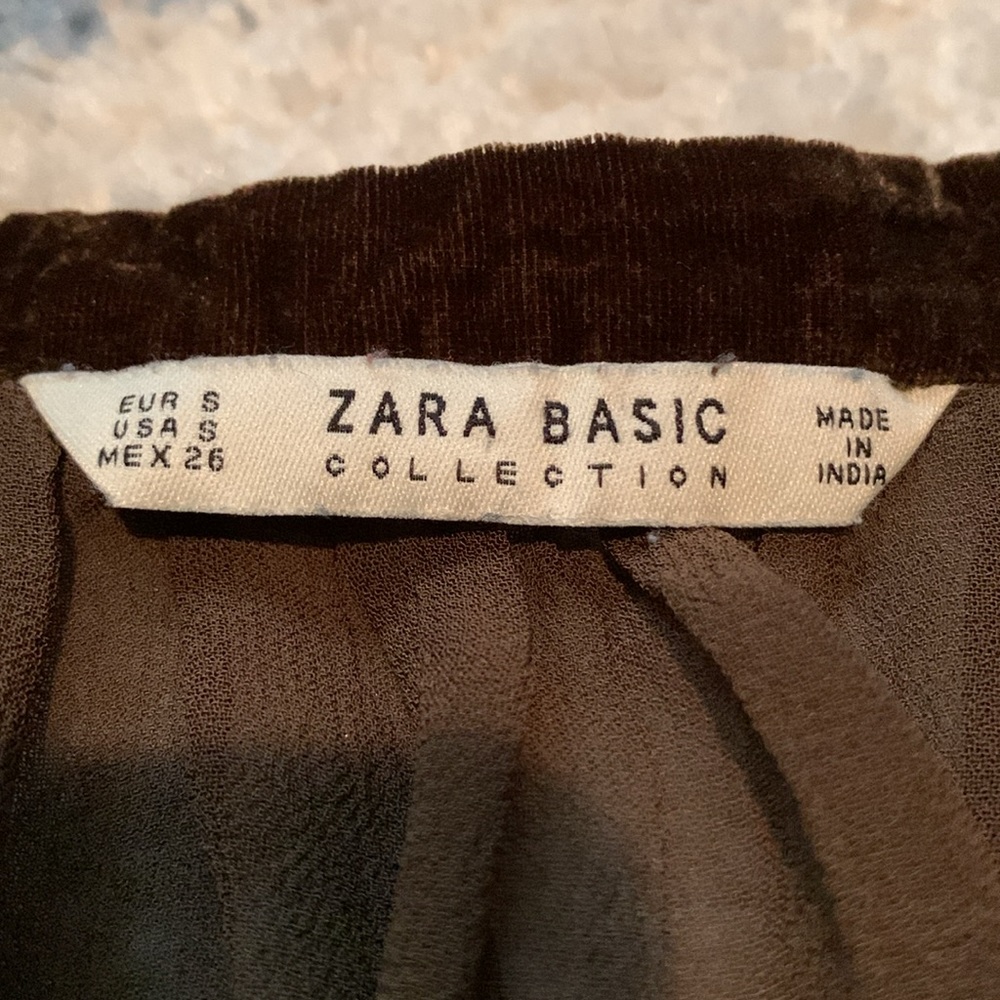 EUR S
USA S
MEX 26
ZARA BASIC
COLLECTION
MADE
IN
INDIA